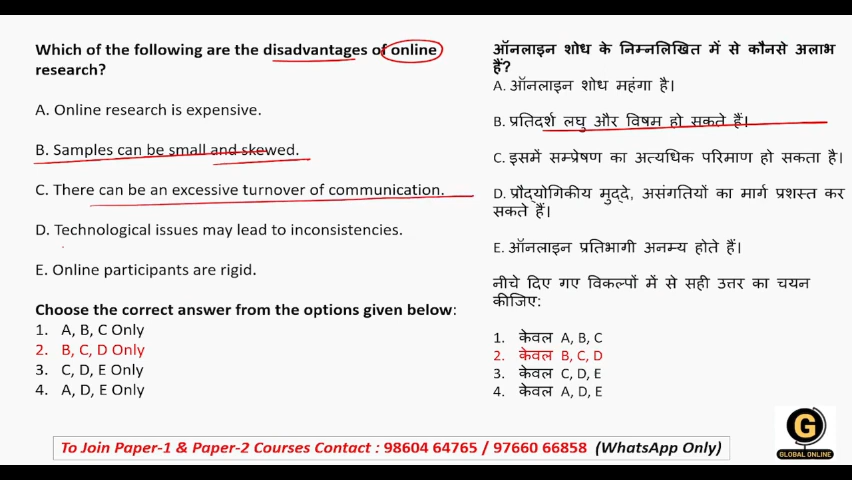 Which of the following are the disadvantages of online
research?
A. Online research is expensive.
B. Samples can be small and skewed.
C. There can be an excessive turnover of communication.
D. Technological issues may lead to inconsistencies.
E. Online participants are rigid.
Choose the correct answer from the options given below:
1. A, B, C Only
2. B, C, D Only
3. C, D, E Only
4. A, D, E Only
ऑनलाइन शोध के निम्नलिखित में से कौनसे अलाभ
हैं?
A. ऑनलाइन शोध महंगा है।
B. प्रतिदर्श लघु और विषम हो सकते हैं।
C. इसमें सम्प्रेषण का अत्यधिक परिमाण हो सकता है।
D. प्रौद्योगिकीय मुद्दे, असंगतियों का मार्ग प्रशस्त कर
सकते हैं।
E. ऑनलाइन प्रतिभागी अनम्य होते हैं।
नीचे दिए गए विकल्पों में से सही उत्तर का चयन
कीजिए:
1. केवल A, B, C
2. केवल B, C, D
3. केवल C, D, E
4. केवल A, D, E
To Join Paper-1 & Paper-2 Courses Contact : 98604 64765 / 97660 66858 (WhatsApp Only)
G
GLOBAL ONLINE